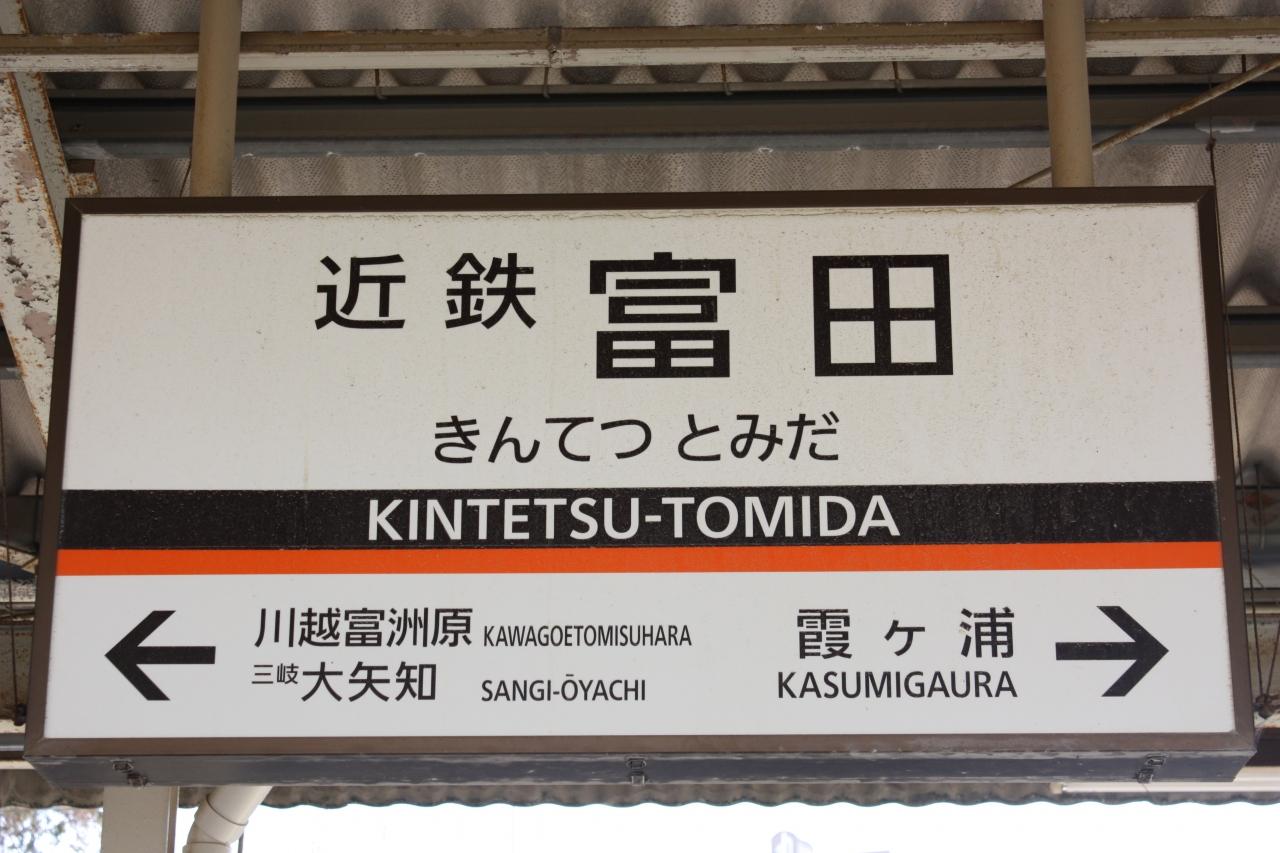 近鉄富田
きんてつ とみだ
KINTETSU-TOMIDA
川越富洲原 KAWAGOETOMISUHARA
三岐大矢知 SANGI-ŌYACHI
霞ヶ浦
KASUMIGAURA